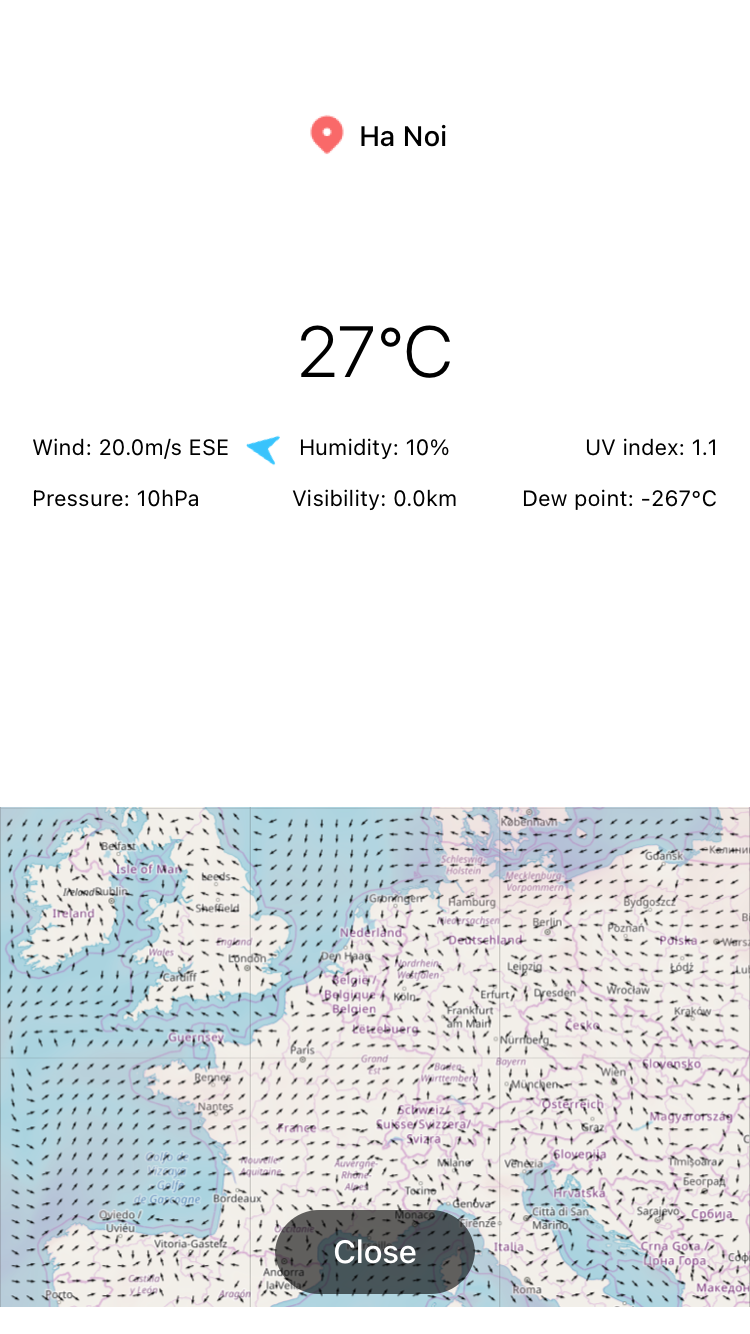 Ha Noi
27°C
Wind: 20.0m/s ESE
Humidity: 10%
UV index: 1.1
Pressure: 10hPa
Visibility: 0.0km
Dew point: -267°C
København
Belfast
Gdańsk
Isle of Man
Schleswig-
Holstein
Leeds
Mecklenburg-
Vorpommern
Ireland
Dublin
Groningen
Hamburg
Bydgoszcz
Ireland
Sheffield
Niedersachsen
Berlin
Poznań
Nederland
Deutschland
Polska
England
Wales
London
Den Haag
Nordrhein-
Westfalen
Leipzig
Łódź
Cardiff
België /
Belgique /
Belgien
Köln
Erfurt
Dresden
Wrocław
Frankfurt
am Main
Kraków
Lëtzebuerg
Česko
Guernsey
Nürnberg
Paris
Grand
Est
Bayern
Slovensko
Baden-
Württemberg
Wien
Rennes
München
Nantes
Schweiz/
Suisse/Svizzera/
Svizra
Österreich
Magyarország
France
Graz
Golfo de
Vizcaya /
Golfe
de Gascogne
Nouvelle-
Aquitaine
Auvergne-
Rhône-
Alpes
Milano
Venezia
Slovenija
Timișoara
Torino
Hrvatska
Београд
Bordeaux
Genova
Oviedo /
Uviéu
Monaco
Firenze
Città di San
Marino
Sarajevo
Србија
Vitoria-Gasteiz
Occitanie
Close
Italia
Crna Gora /
Црна Гора
Andorra
la Vella
Castilla
y León
Aragón
Roma
Porto